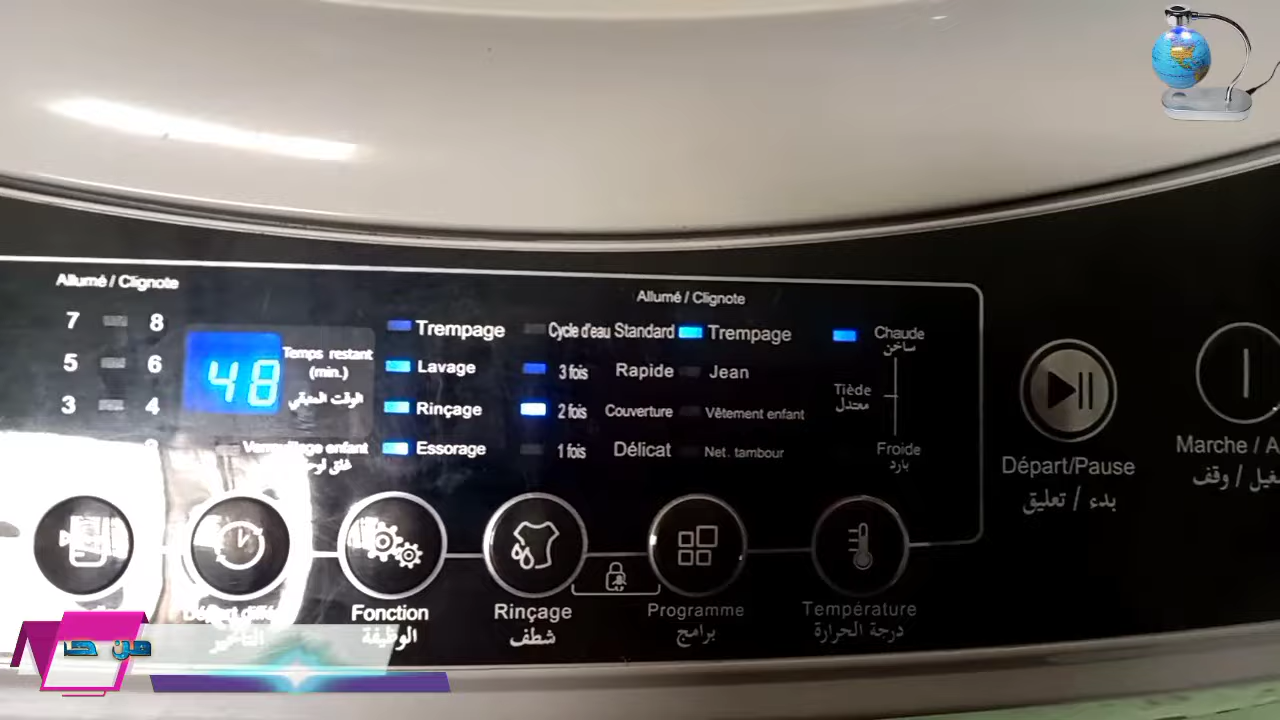 Allumé / Clignote
7 8
5 6
3 4
48
Temps restant
(min.)
الوقت المتبقي
enfant
Trempage
Lavage
Rinçage
Essorage
Cycle d'eau
3 fois
2 fois
1 fois
Allumé / Clignote
Standard Trempage
Rapide Jean
Couverture Vêtement enfant
Délicat Net. tambour
Chaude
ساخن
Tiède
معتدل
Froide
بارد
Départ/Pause
بدء / تعليق
Marche /
وقف /
التأخير
Fonction
الوظيفة
Rinçage
شطف
Programme
برامج
Température
درجة الحرارة
من